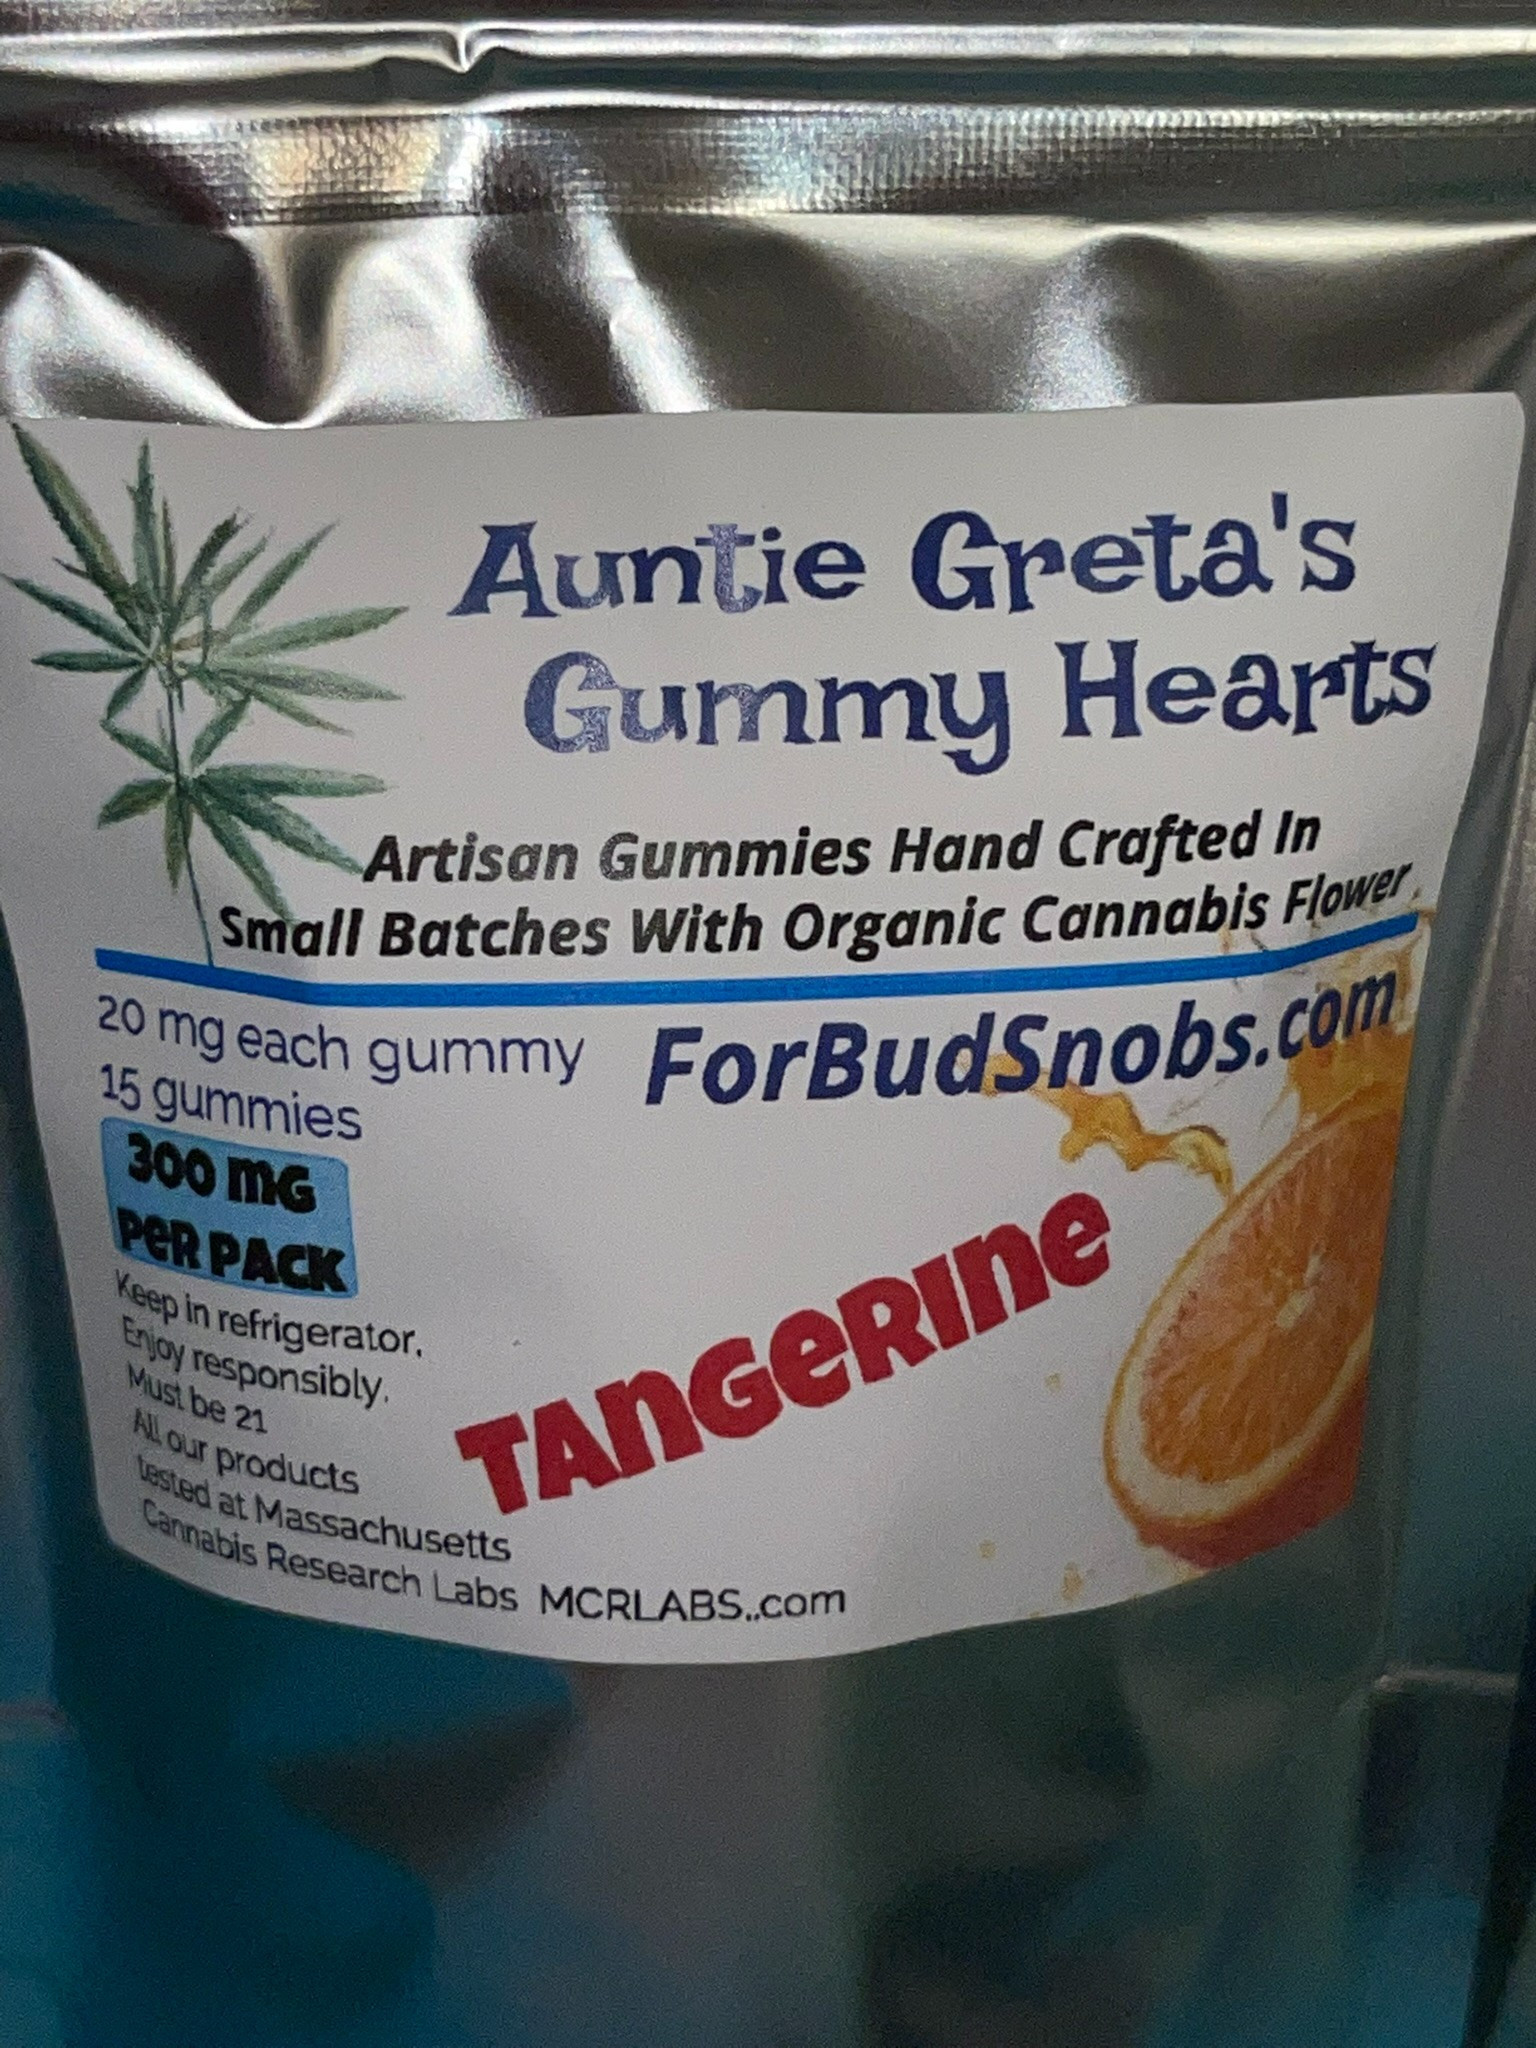 Auntie Greta's
Gummy Hearts
Artisan Gummies Hand Crafted In
Small Batches With Organic Cannabis Flower
20 mg each gummy
15 gummies
300 mG
PeR PACK
Keep in refrigerator.
Enjoy responsibly.
Must be 21
All our products
tested at Massachusetts
Cannabis Research Labs MCRLABS..com
ForBudSnobs.com
TAnGeRIne